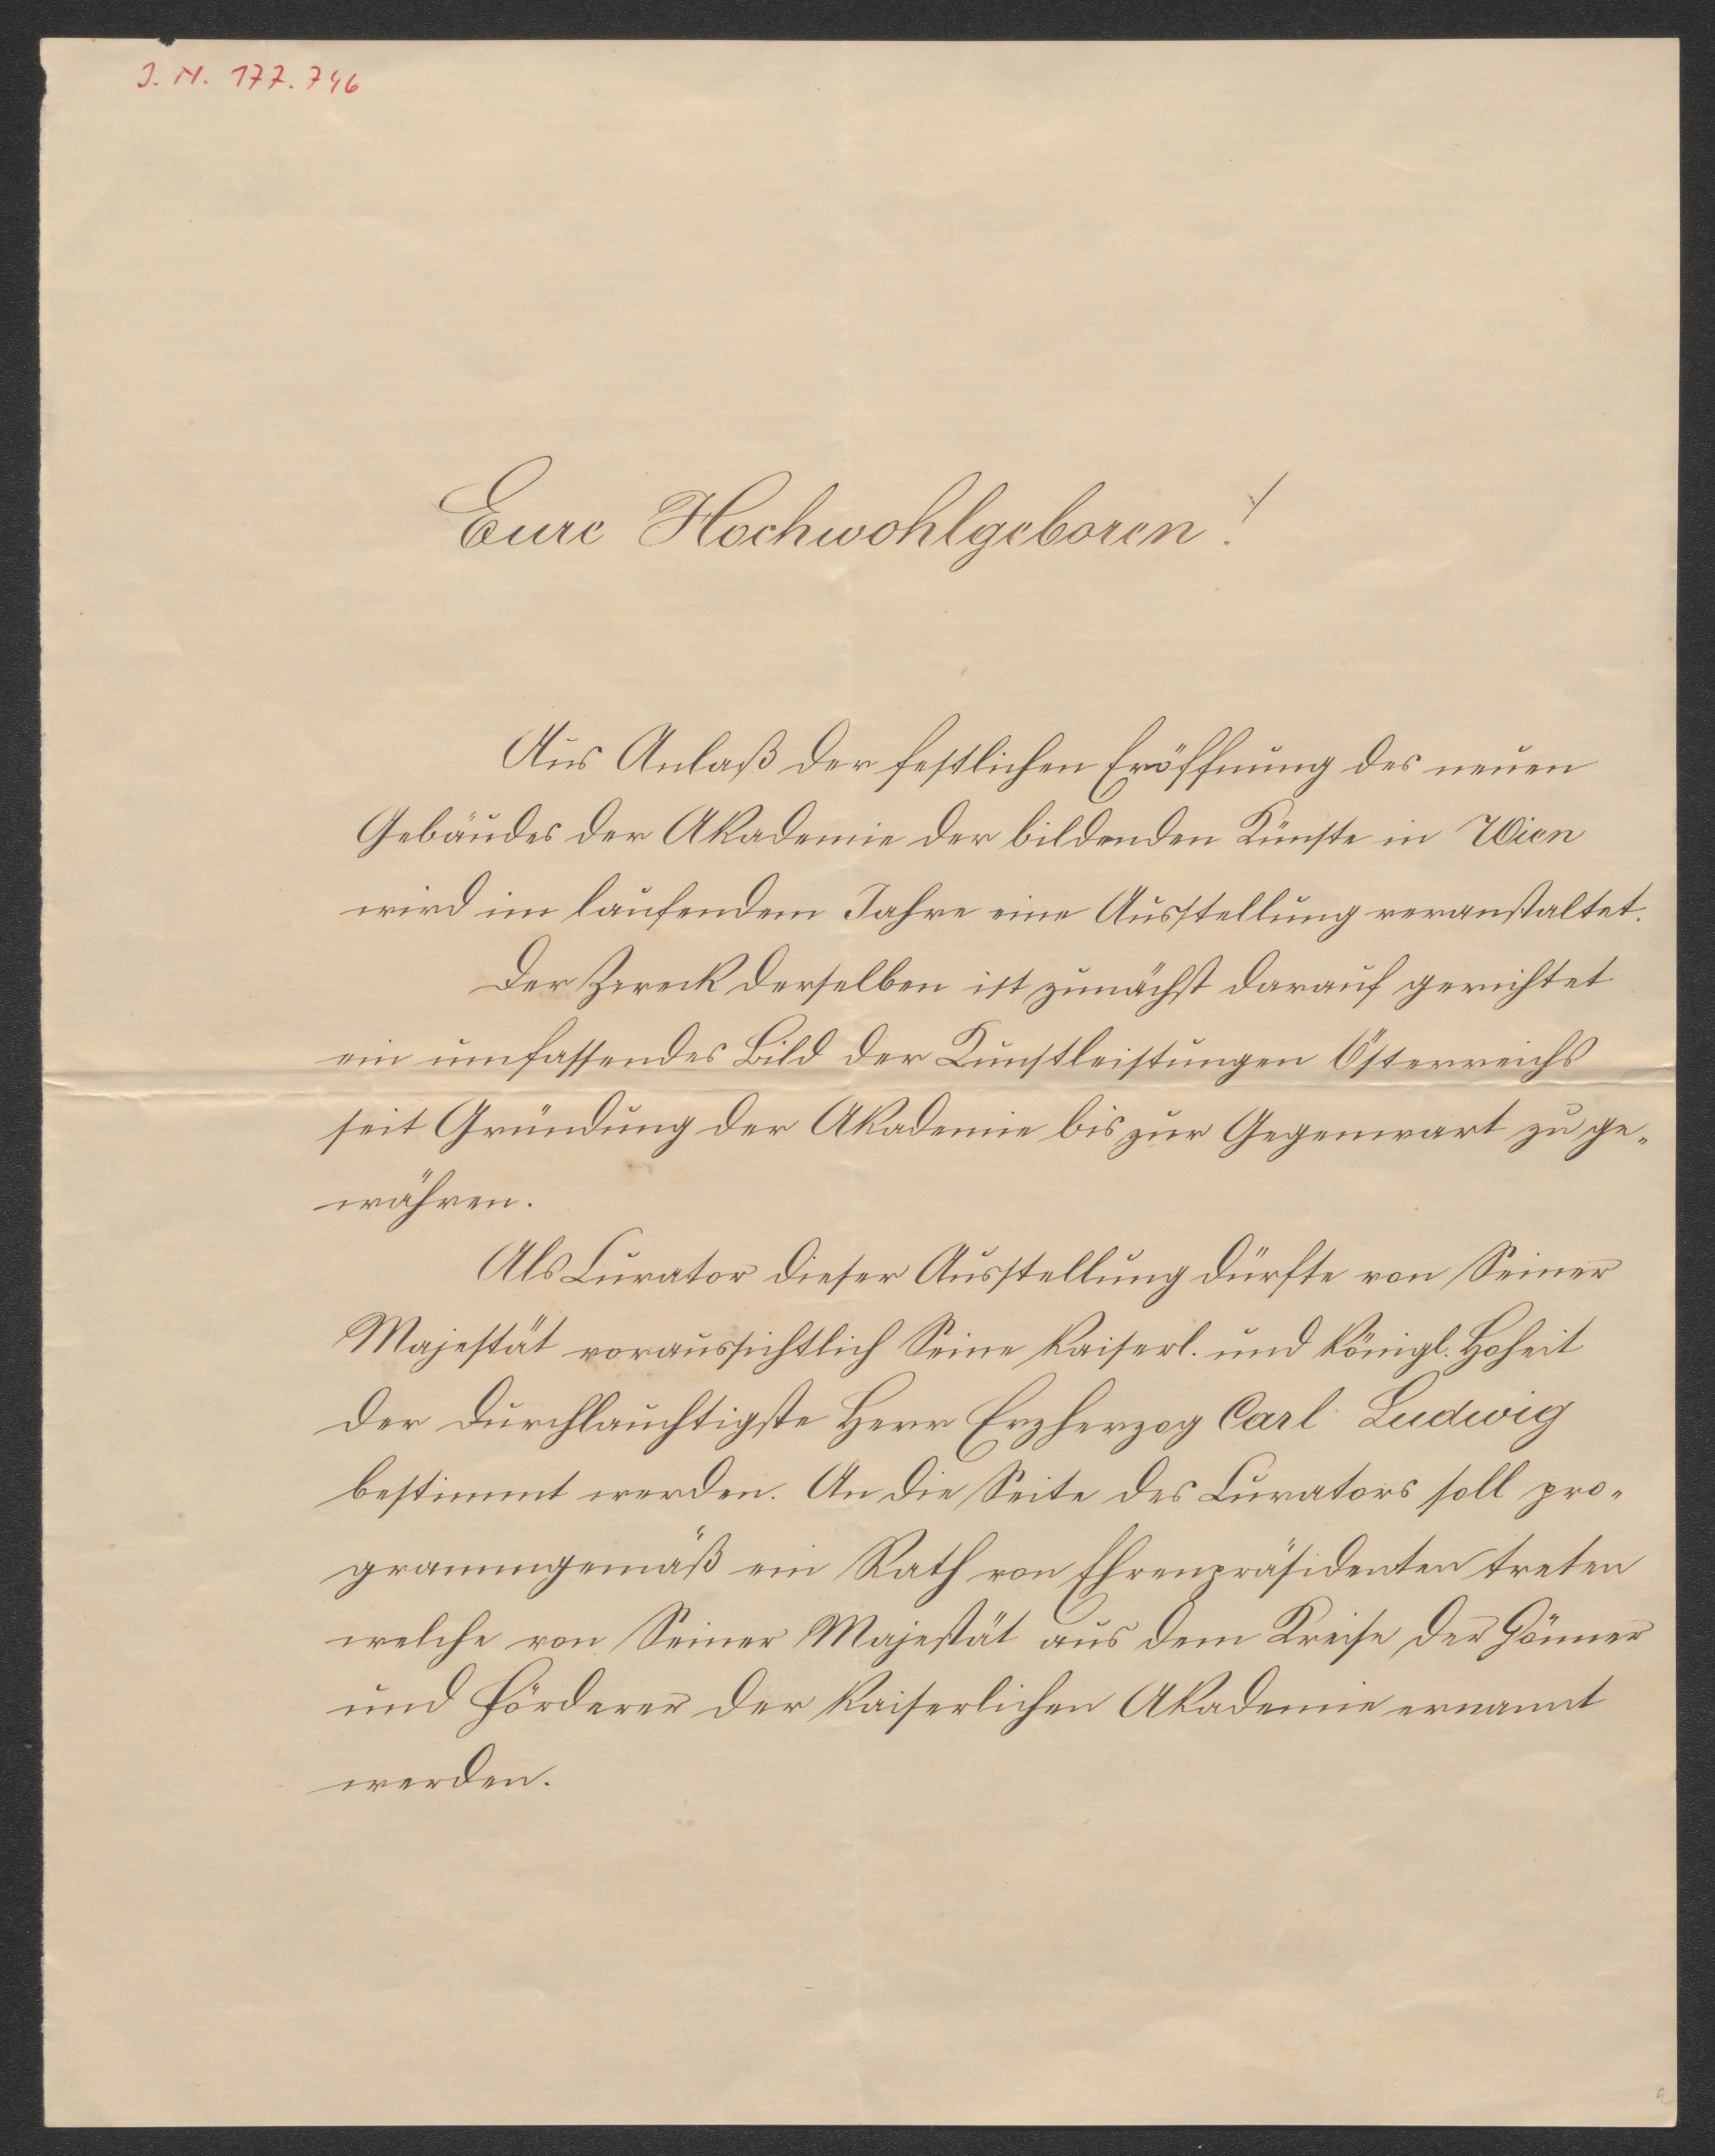 J. N. 177.746
Eure Hochwohlgeboren!
Aus Anlaß der festlichen Eröffnung des neuen
Gebäudes der Akademie der bildenden Künste in Wien
wird im laufendem Jahre eine Ausstellung veranstaltet.
Der Zweck derselben ist zunächst darauf gerichtet
ein umfassendes Bild der Kunstleistungen Österreichs
seit Gründung der Akademie bis zur Gegenwart zu ge„
währen.
Als Curator dieser Ausstellung dürfte von Seiner
Majestät voraussichtlich Seine kaiserl. und königl. Hoheit
der durchlauchtigste Herr Erzherzog Carl Ludwig
bestimmt werden. An die Seite des Curators soll pro„
grammgemäß ein Rath von Ehrenpräsidenten treten
welche von Seiner Majestät aus dem Kreise der Gönner
und Förderer der kaiserlichen Akademie ernannt
werden.